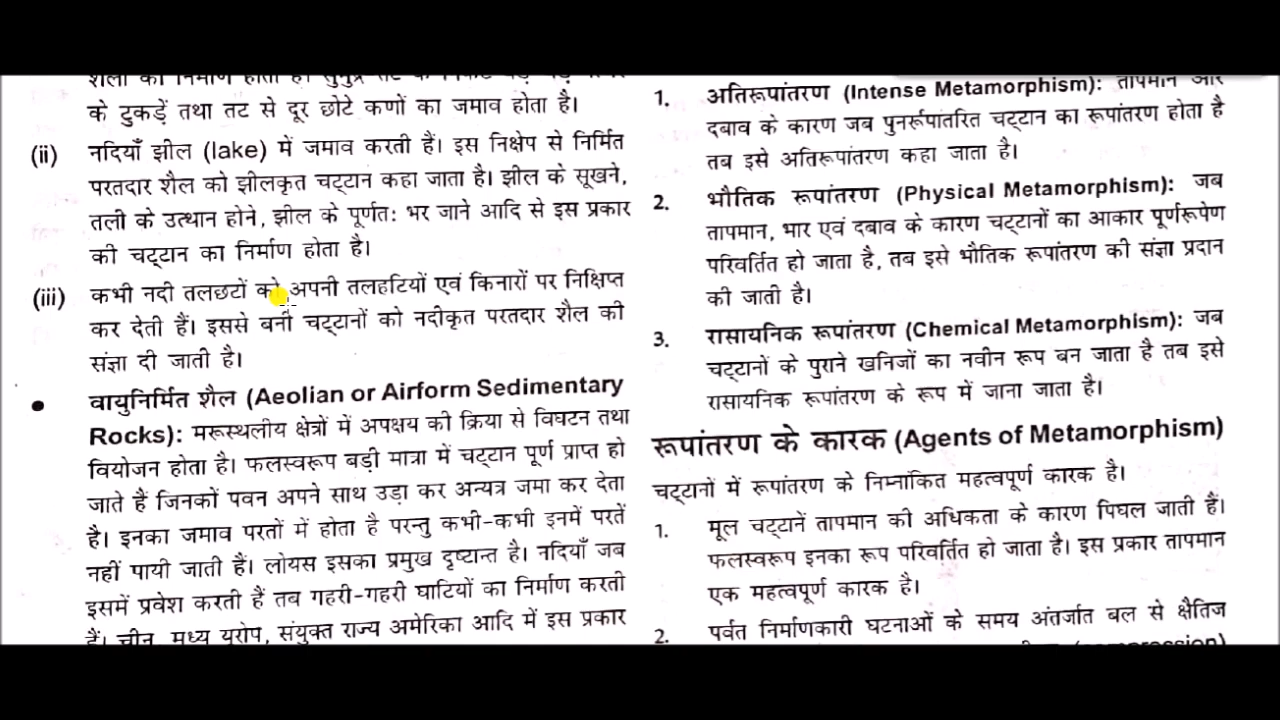 के टुकड़ें तथा तट से दूर छोटे कणों का जमाव होता है।
(ii) नदियाँ झील (lake) में जमाव करती हैं। इस निक्षेप से निर्मित
परतदार शैल को झीलकृत चट्टान कहा जाता है। झील के सूखने,
तली के उत्थान होने, झील के पूर्णत: भर जाने आदि से इस प्रकार
की चट्टान का निर्माण होता है।
(iii) कभी नदी तलछटों को अपनी तलहटियों एवं किनारों पर निक्षिप्त
कर देती हैं। इससे बनी चट्टानों को नदीकृत परतदार शैल की
संज्ञा दी जाती है।
● वायुनिर्मित शैल (Aeolian or Airform Sedimentary
Rocks): मरूस्थलीय क्षेत्रों में अपक्षय की क्रिया से विघटन तथा
वियोजन होता है। फलस्वरूप बड़ी मात्रा में चट्टान पूर्ण प्राप्त हो
जाते हैं जिनकों पवन अपने साथ उड़ा कर अन्यत्र जमा कर देता
है। इनका जमाव परतों में होता है परन्तु कभी-कभी इनमें परतें
नहीं पायी जाती हैं। लोयस इसका प्रमुख दृष्टान्त है। नदियाँ जब
इसमें प्रवेश करती हैं तब गहरी-गहरी घाटियों का निर्माण करती
हैं। चीन, मध्य यूरोप, संयुक्त राज्य अमेरिका आदि में इस प्रकार
1. अतिरूपांतरण (Intense Metamorphism): तापमान और
दबाव के कारण जब पुनर्रूपांतरित चट्टान का रूपांतरण होता है
तब इसे अतिरूपांतरण कहा जाता है।
2. भौतिक रूपांतरण (Physical Metamorphism): जब
तापमान, भार एवं दबाव के कारण चट्टानों का आकार पूर्णरूपेण
परिवर्तित हो जाता है, तब इसे भौतिक रूपांतरण की संज्ञा प्रदान
की जाती है।
3. रासायनिक रूपांतरण (Chemical Metamorphism): जब
चट्टानों के पुराने खनिजों का नवीन रूप बन जाता है तब इसे
रासायनिक रूपांतरण के रूप में जाना जाता है।
रूपांतरण के कारक (Agents of Metamorphism)
चट्टानों में रूपांतरण के निम्नांकित महत्वपूर्ण कारक है।
1. मूल चट्टानें तापमान की अधिकता के कारण पिघल जाती हैं।
फलस्वरूप इनका रूप परिवर्तित हो जाता है। इस प्रकार तापमान
एक महत्वपूर्ण कारक है।
2. पर्वत निर्माणकारी घटनाओं के समय अंतर्जात बल से क्षैतिज
(compression)